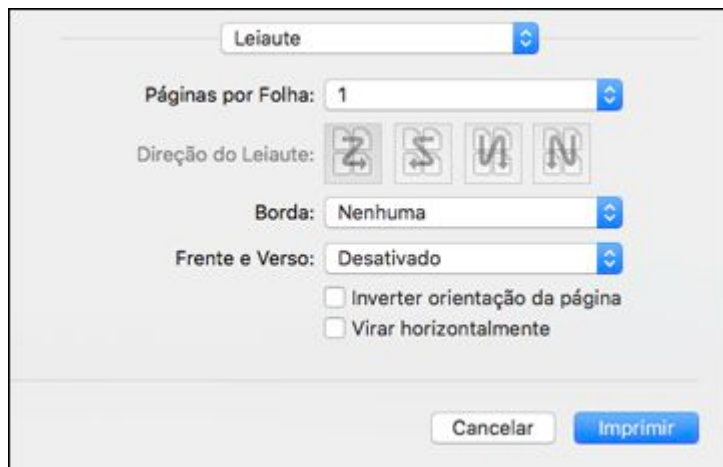 Leiaute
Páginas por Folha: 1
Direção do Leiaute:
Borda: Nenhuma
Frente e Verso: Desativado
Inverter orientação da página
Virar horizontalmente
Cancelar Imprimir